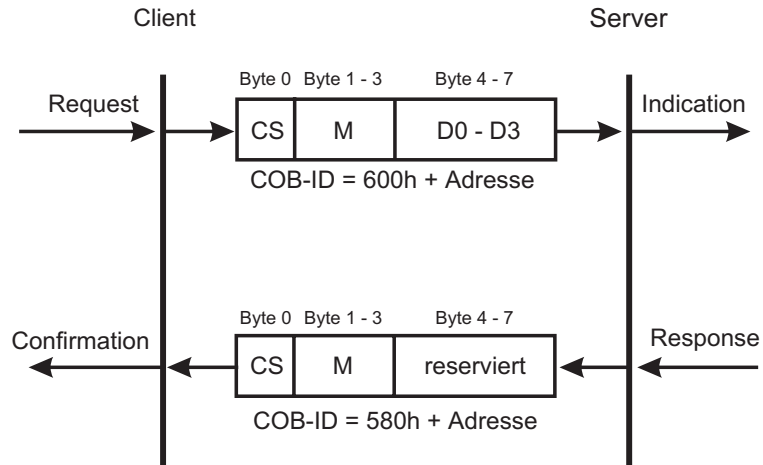 Client Server
Byte 0 Byte 1 - 3 Byte 4 - 7
Request Indication
CS M D0 - D3
COB-ID = 600h + Adresse
Byte 0 Byte 1 - 3 Byte 4 - 7
Confirmation Response
CS M reserviert
COB-ID = 580h + Adresse